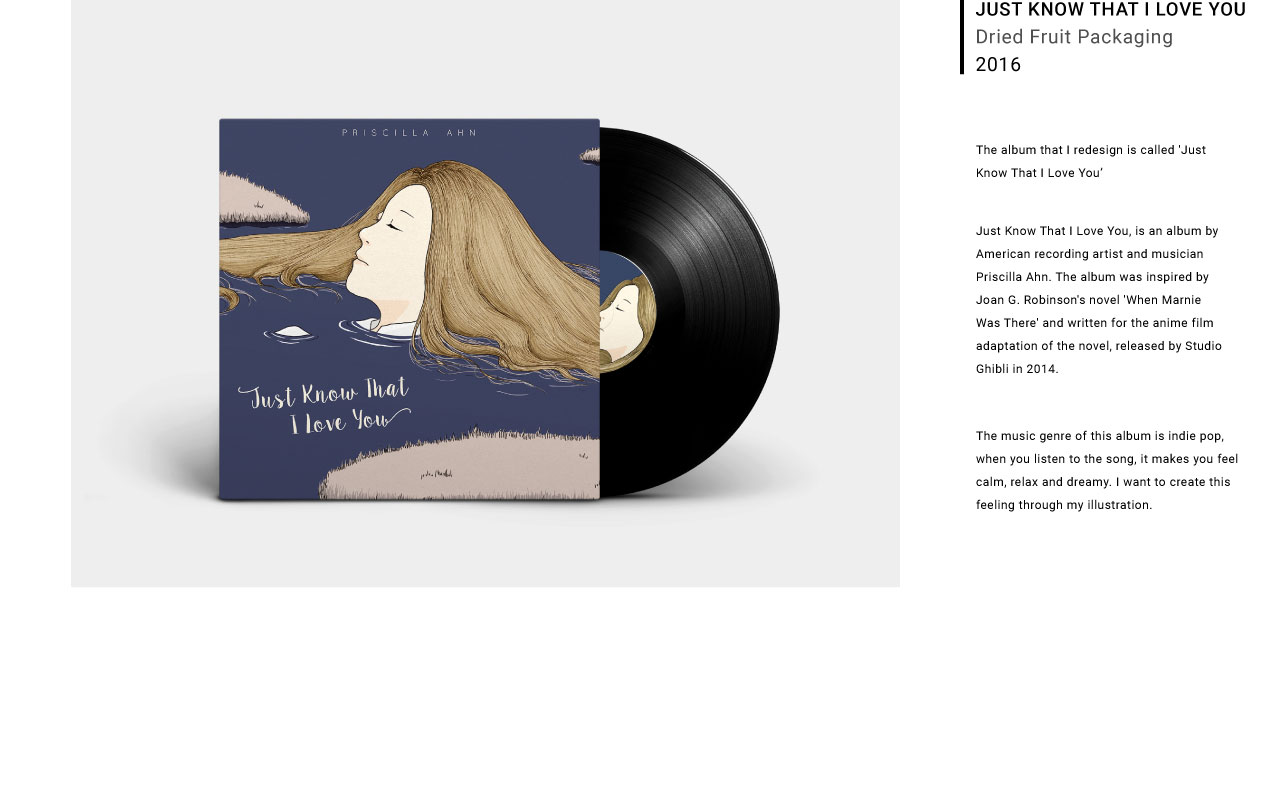 JUST KNOW THAT I LOVE YOU
Dried Fruit Packaging
2016
PRISCILLA AHN
Just Know That
I Love You
The album that I redesign is called 'Just
Know That I Love You'
Just Know That I Love You, is an album by
American recording artist and musician
Priscilla Ahn. The album was inspired by
Joan G. Robinson's novel 'When Marnie
Was There' and written for the anime film
adaptation of the novel, released by Studio
Ghibli in 2014.
The music genre of this album is indie pop,
when you listen to the song, it makes you feel
calm, relax and dreamy. I want to create this
feeling through my illustration.